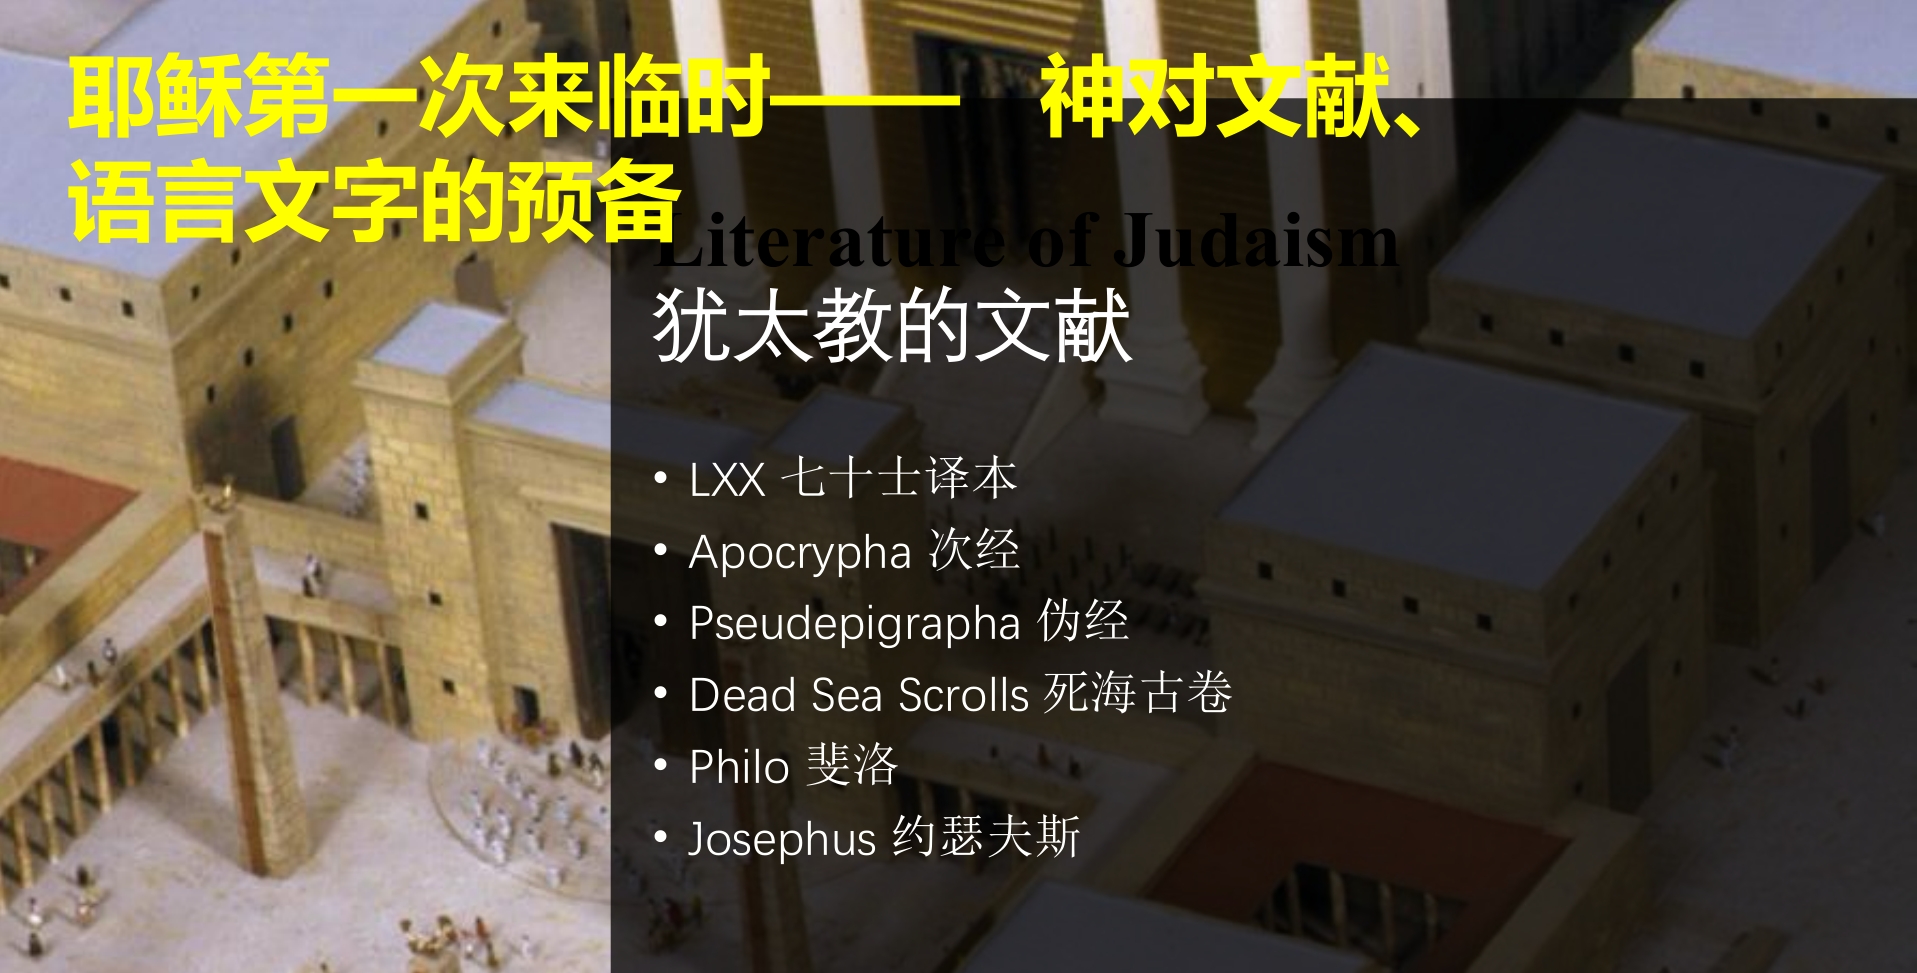 耶稣第一次来临时—— 神对文献、
语言文字的预备
Literature of Judaism
犹太教的文献
• LXX 七十士译本
• Apocrypha 次经
• Pseudepigrapha 伪经
• Dead Sea Scrolls 死海古卷
• Philo 斐洛
• Josephus 约瑟夫斯